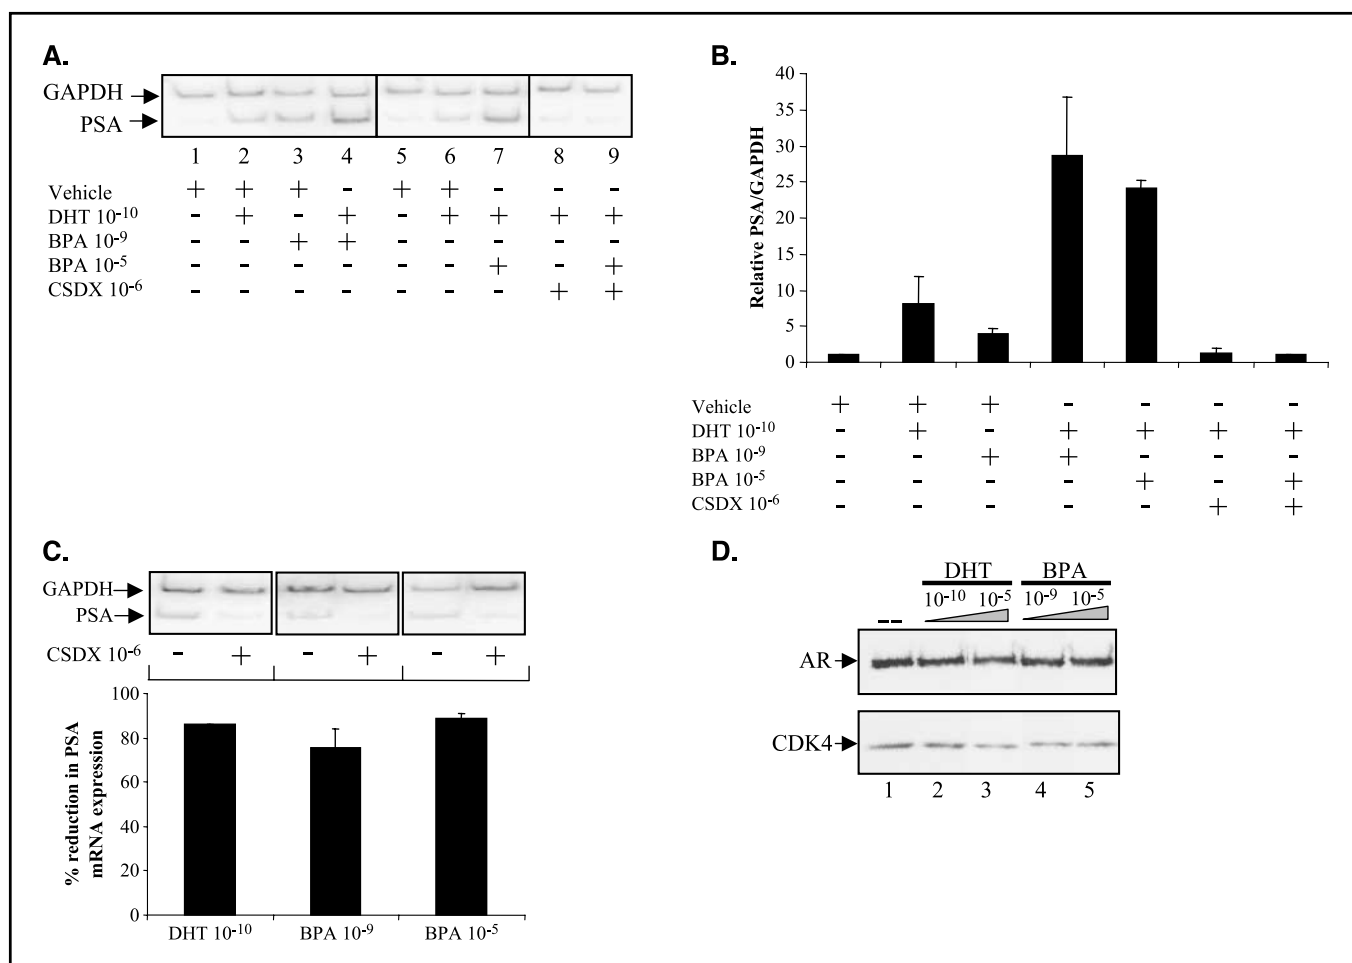 A.
GAPDH
PSA
1 2 3 4 5 6 7 8 9
Vehicle + + + - + + - - -
DHT 10-10 - + - + - + + + +
BPA 10-9 - - + + - - - - -
BPA 10-5 - - - - - - + - +
CSDX 10-6 - - - - - - - + +
B.
Relative PSA/GAPDH
40
35
30
25
20
15
10
5
0
Vehicle + + + - - - -
DHT 10-10 - + - + + + +
BPA 10-9 - - + + - - -
BPA 10-5 - - - - + - +
CSDX 10-6 - - - - - + +
C.
GAPDH
PSA
CSDX 10-6 - + - + - +
% reduction in PSA
mRNA expression
100
80
60
40
20
0
DHT 10-10 BPA 10-9 BPA 10-5
D.
DHT BPA
-- 10-10 10-5 10-9 10-5
AR
CDK4
1 2 3 4 5